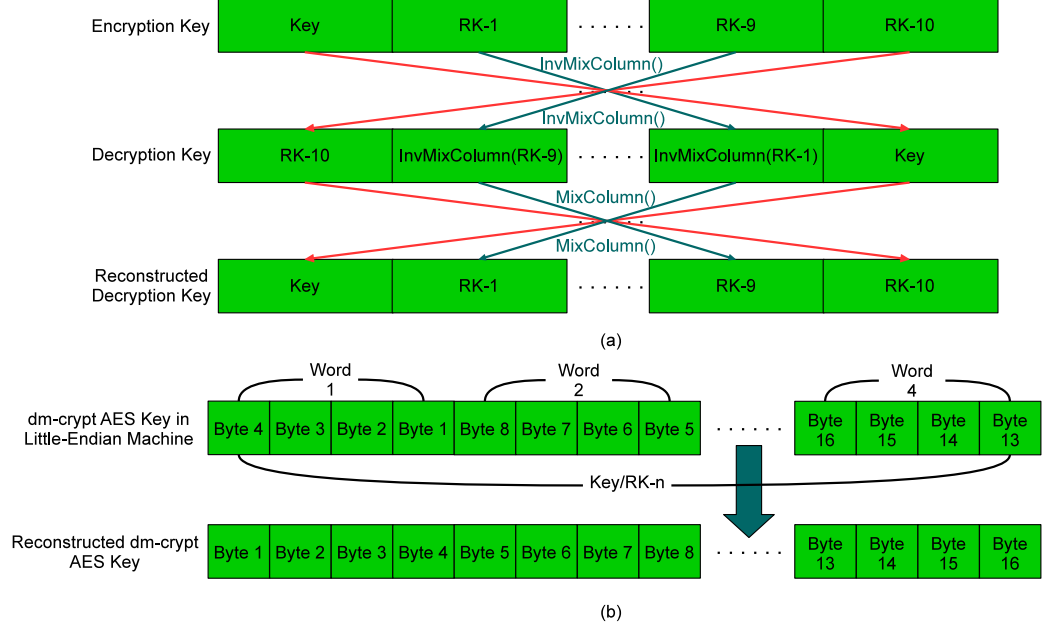 Encryption Key
Key
RK-1
· · · · · ·
RK-9
RK-10
InvMixColumn()
· · · · · ·
InvMixColumn()
Decryption Key
RK-10
InvMixColumn(RK-9)
· · · · · ·
InvMixColumn(RK-1)
Key
MixColumn()
· · · · · ·
MixColumn()
Reconstructed
Decryption Key
Key
RK-1
· · · · · ·
RK-9
RK-10
(a)
Word
1
Word
2
Word
4
dm-crypt AES Key in
Little-Endian Machine
Byte 4
Byte 3
Byte 2
Byte 1
Byte 8
Byte 7
Byte 6
Byte 5
· · · · · ·
Byte
16
Byte
15
Byte
14
Byte
13
Key/RK-n
Reconstructed dm-crypt
AES Key
Byte 1
Byte 2
Byte 3
Byte 4
Byte 5
Byte 6
Byte 7
Byte 8
· · · · · ·
Byte
13
Byte
14
Byte
15
Byte
16
(b)